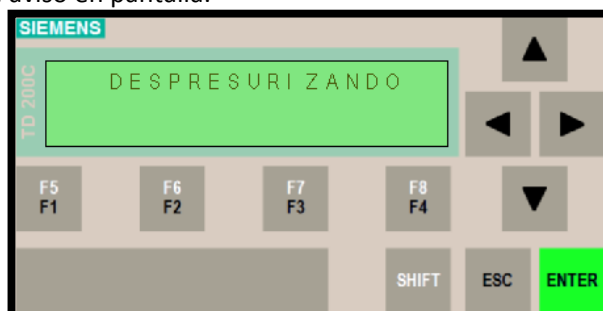 aviso en pantalla.
SIEMENS
TD 200C
DESPRESURIZANDO
F5 F6 F7 F8
F1 F2 F3 F4
SHIFT ESC ENTER